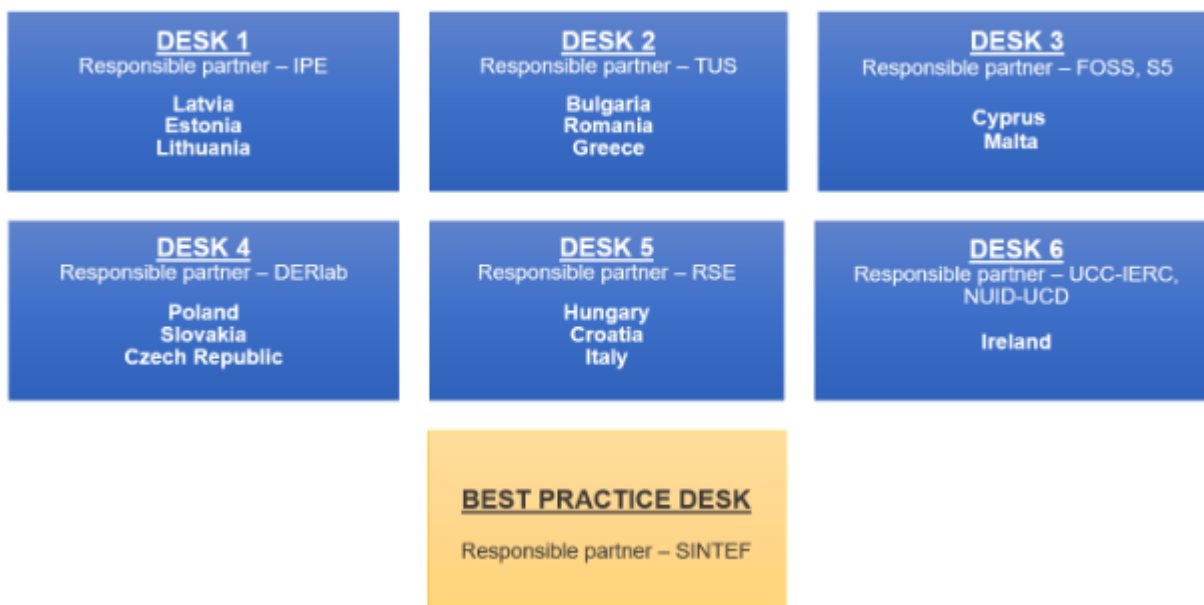 DESK 1
Responsible partner – IPE
Latvia
Estonia
Lithuania
DESK 2
Responsible partner – TUS
Bulgaria
Romania
Greece
DESK 3
Responsible partner – FOSS, S5
Cyprus
Malta
DESK 4
Responsible partner – DERlab
Poland
Slovakia
Czech Republic
DESK 5
Responsible partner – RSE
Hungary
Croatia
Italy
DESK 6
Responsible partner – UCC-IERC,
NUID-UCD
Ireland
BEST PRACTICE DESK
Responsible partner – SINTEF